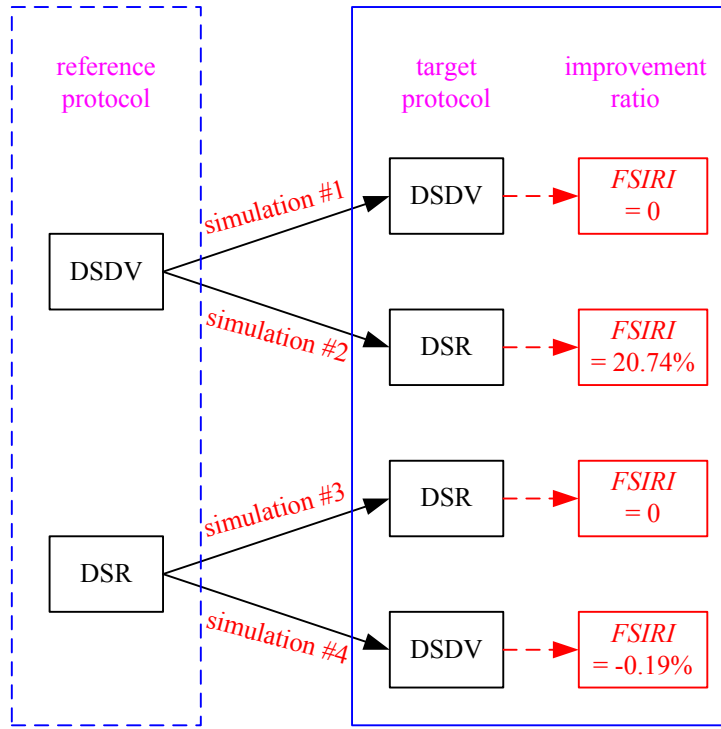 reference
protocol
target
protocol
improvement
ratio
DSDV
simulation #1
DSDV
FSIRI
= 0
simulation #2
DSR
FSIRI
= 20.74%
DSR
simulation #3
DSR
FSIRI
= 0
simulation #4
DSDV
FSIRI
= -0.19%